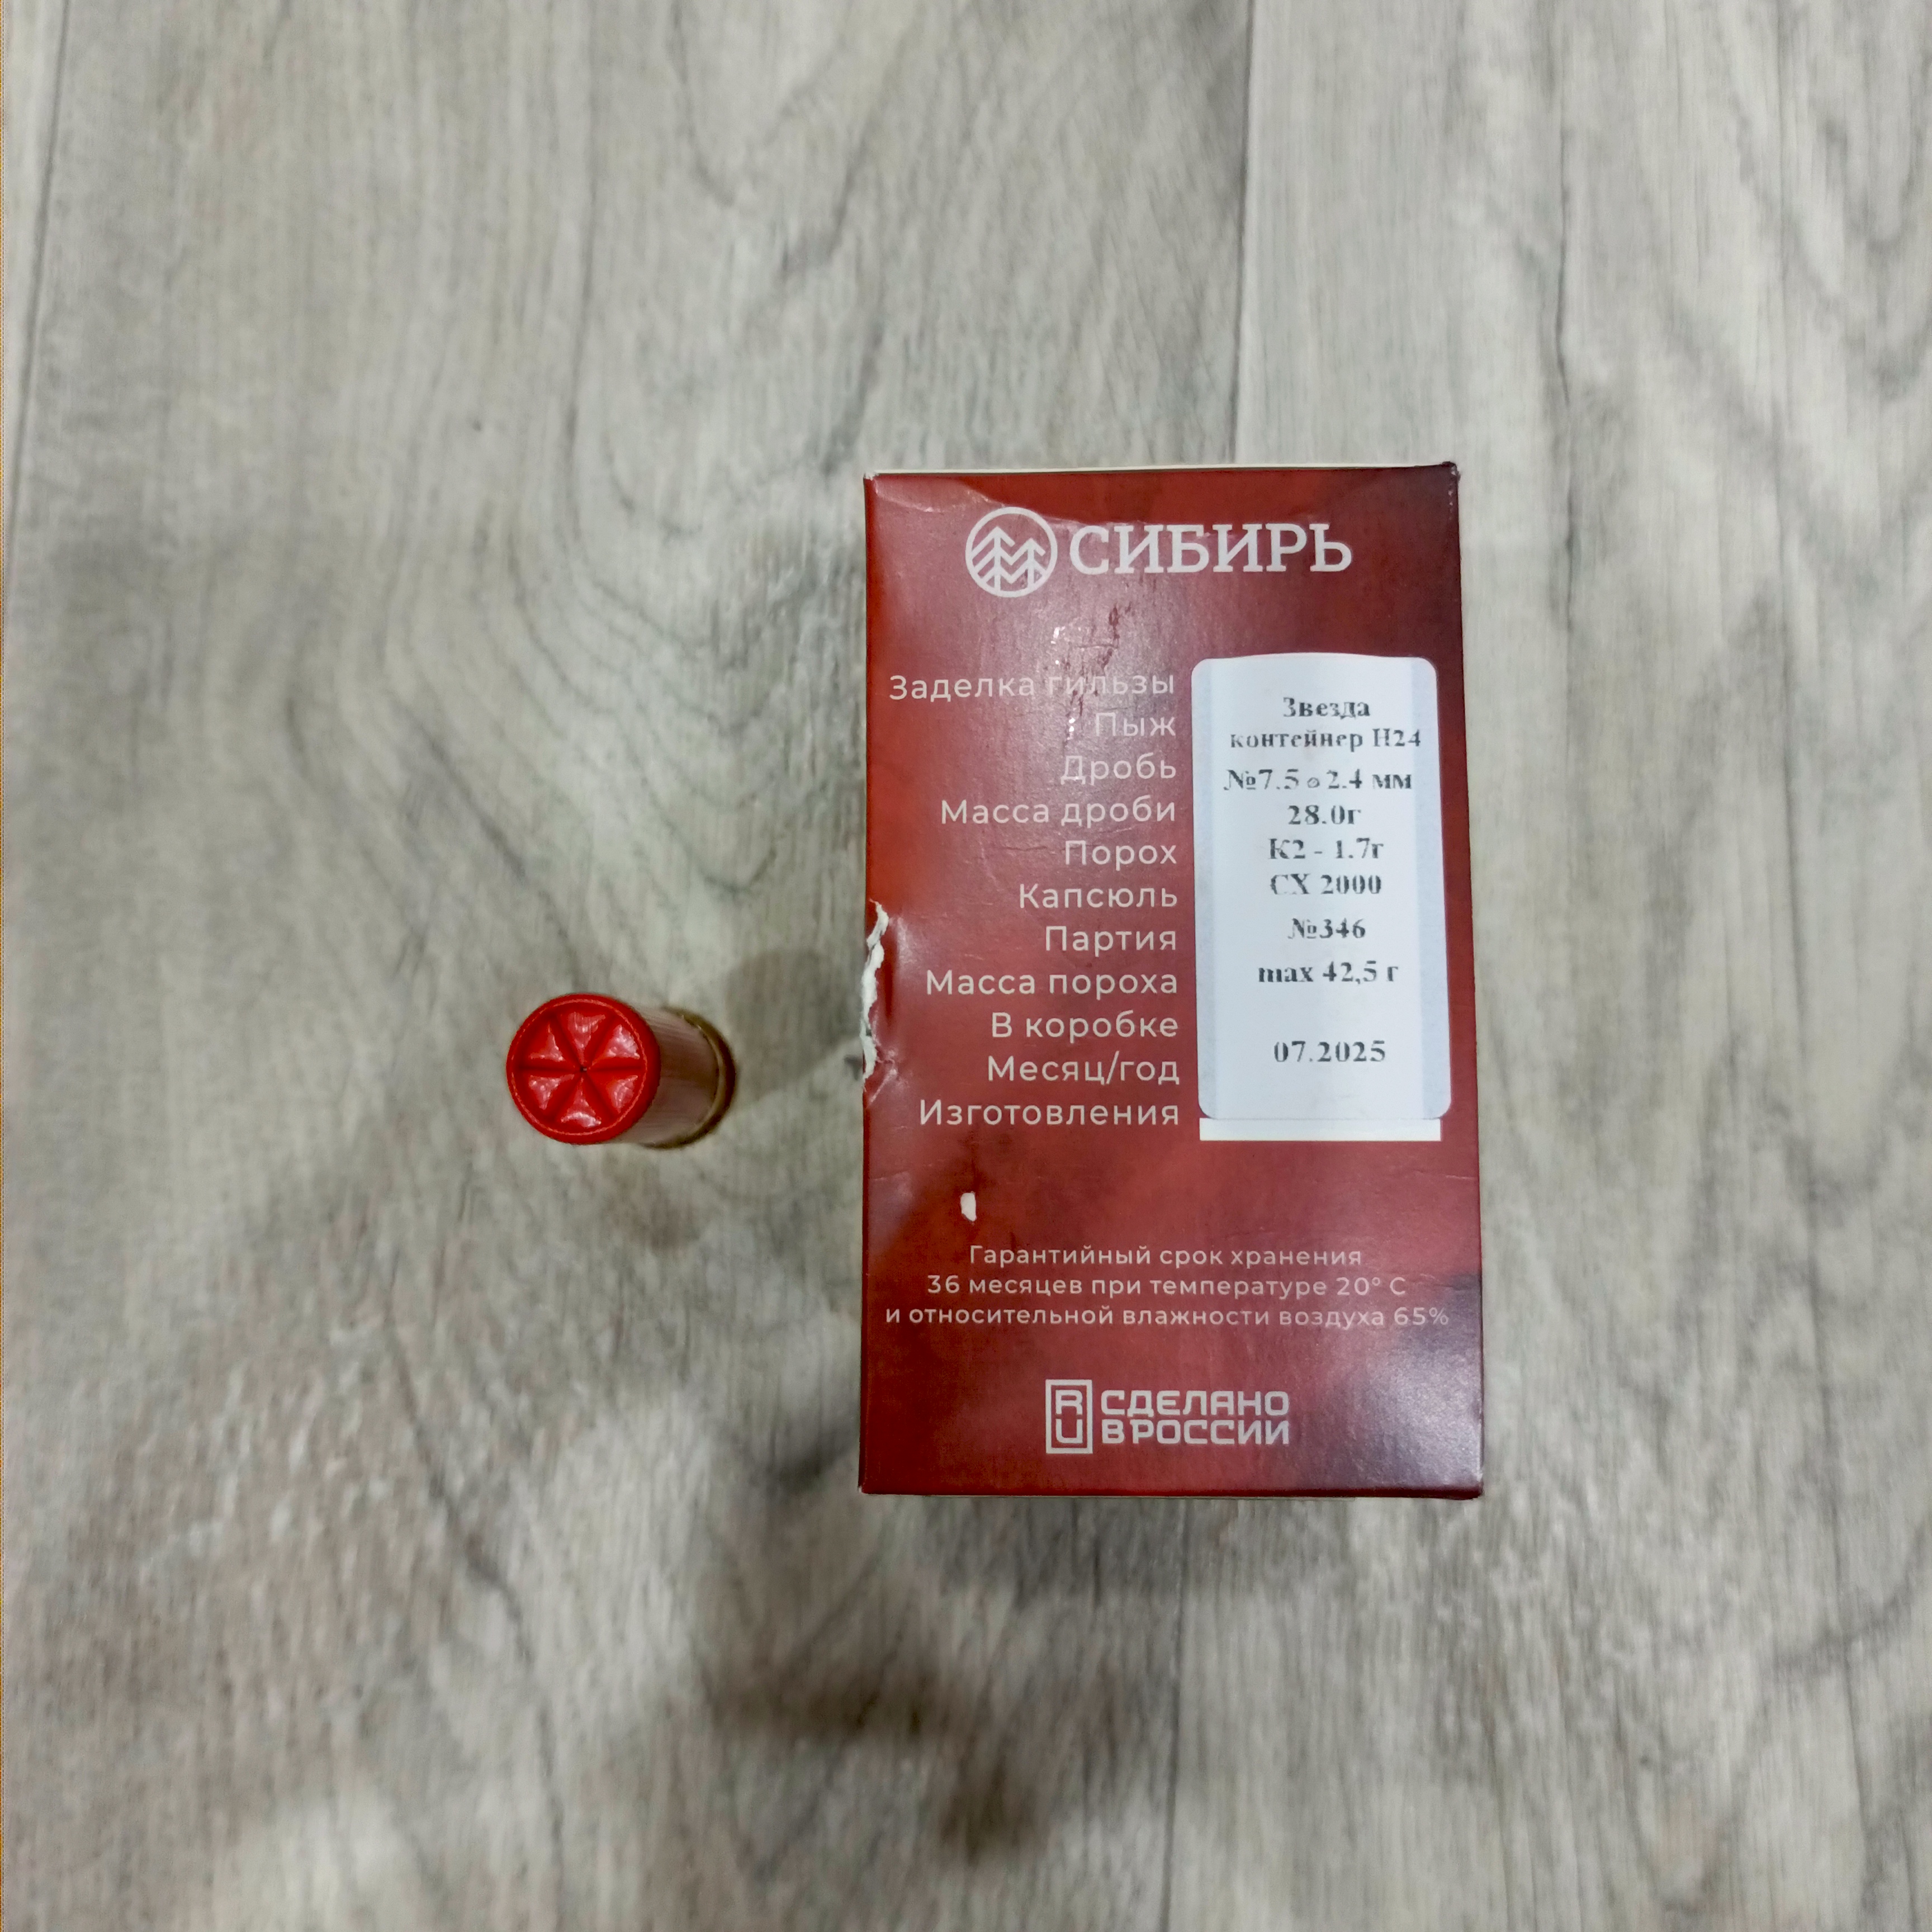 СИБИРЬ
Заделка гильзы
Пыж
Дробь
Масса дроби
Порох
Капсюль
Партия
Масса пороха
В коробке
Месяц/год
Изготовления
Звезда
контейнер Н24
№7.5 ⌀ 2.4 мм
28.0г
К2 - 1.7г
СХ 2000
№346
max 42,5 г
07.2025
Гарантийный срок хранения
36 месяцев при температуре 20° С
и относительной влажности воздуха 65%
RU
СДЕЛАНО
В РОССИИ